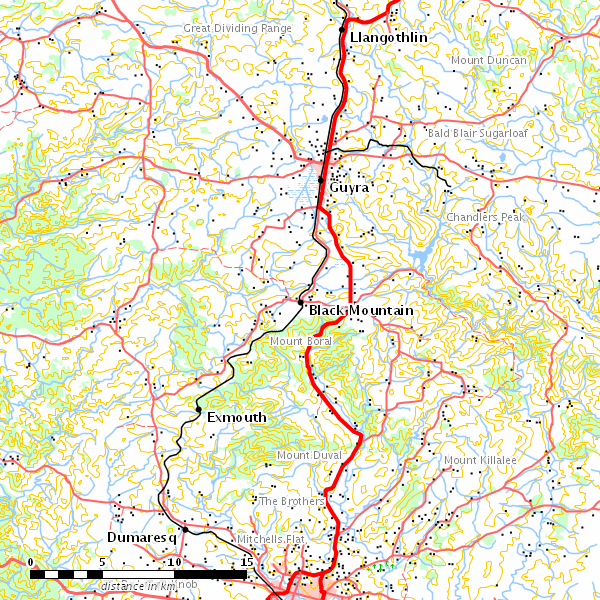 Great Dividing Range
Llangothlin
Mount Duncan
Bald Blair Sugarloaf
Guyra
Chandlers Peak
Black Mountain
Mount Boral
Exmouth
Mount Duval
Mount Killalee
The Brothers
Dumaresq
Mitchells Flat
0 5 10 15
distance in km